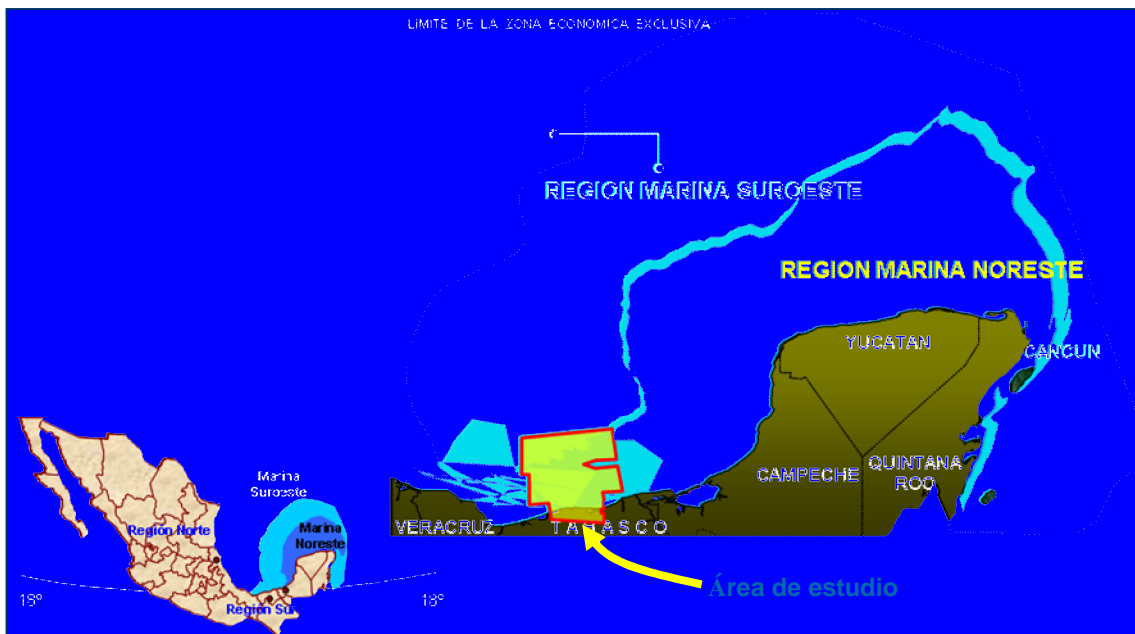 LIMITE DE LA ZONA ECONOMICA EXCLUSIVA
REGION MARINA SUROESTE
REGION MARINA NORESTE
YUCATAN
CANCUN
CAMPECHE
QUINTANA
ROO
VERACRUZ
TABASCO
Área de estudio
Marina
Suroeste
Marina
Noreste
Región Norte
Región Sur
18°
18°